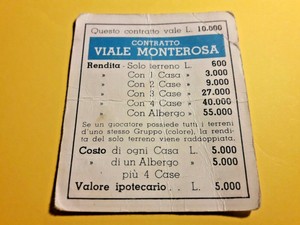 Questo contratto vale L. 10.000
CONTRATTO
VIALE MONTEROSA
Rendita - Solo terreno L. 600
» Con 1 Casa » 3.000
» Con 2 Case » 9.000
» Con 3 Case » 27.000
» Con 4 Case » 40.000
» Con Albergo » 55.000
Se un giocatore possiede tutti i terreni
d'uno stesso Gruppo (colore), la rendi-
ta del solo terreno viene raddoppiata.
Costo di ogni Casa L. 5.000
» di un Albergo » 5.000
più 4 Case
Valore ipotecario . . L. 5.000